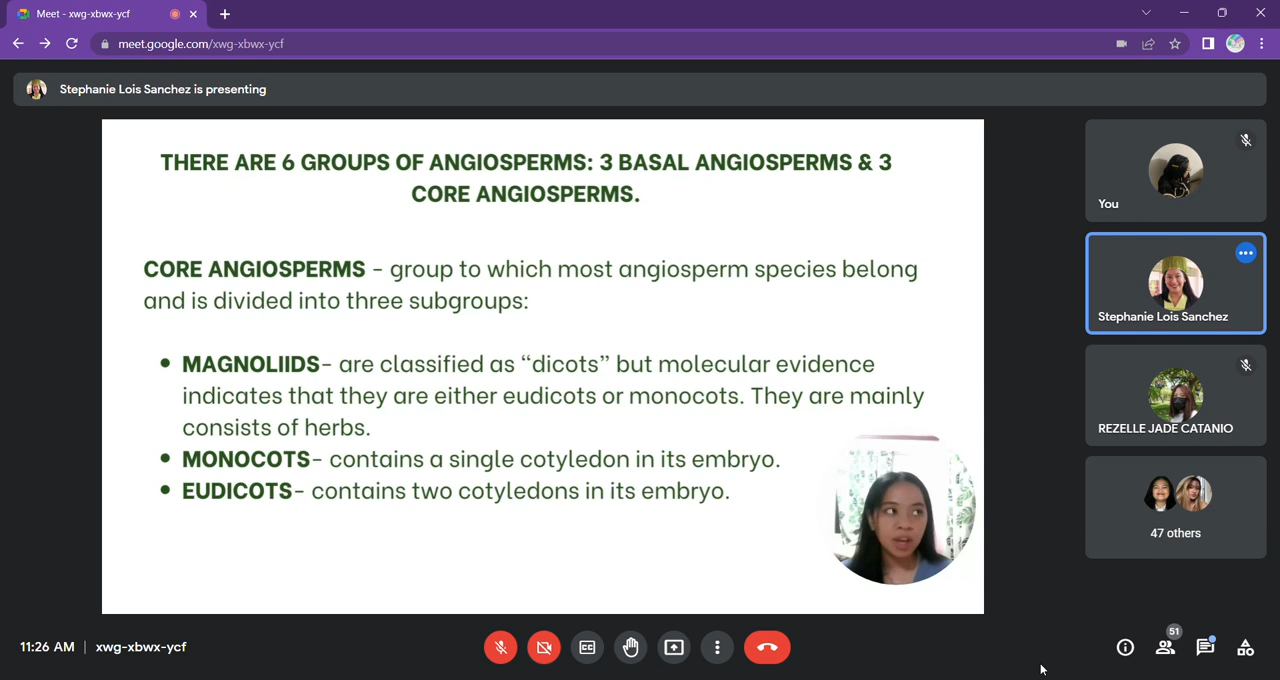 Meet - xwg-xbwx-ycf
meet.google.com/xwg-xbwx-ycf
Stephanie Lois Sanchez is presenting
THERE ARE 6 GROUPS OF ANGIOSPERMS: 3 BASAL ANGIOSPERMS & 3
CORE ANGIOSPERMS.
CORE ANGIOSPERMS - group to which most angiosperm species belong
and is divided into three subgroups:
• MAGNOLIIDS- are classified as “dicots” but molecular evidence
indicates that they are either eudicots or monocots. They are mainly
consists of herbs.
• MONOCOTS- contains a single cotyledon in its embryo.
• EUDICOTS- contains two cotyledons in its embryo.
You
Stephanie Lois Sanchez
REZELLE JADE CATANIO
47 others
11:26 AM | xwg-xbwx-ycf
CC
51